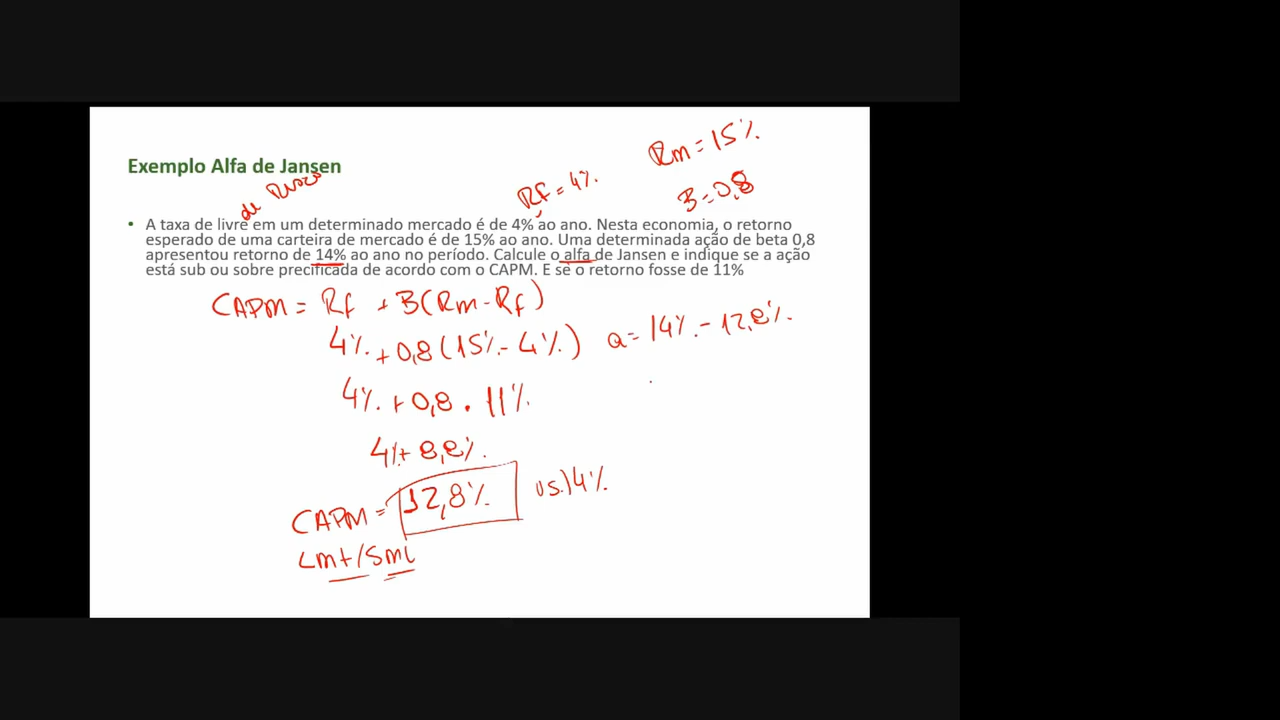 Rm = 15%
Exemplo Alfa de Jansen
de Risco
Rf = 4%
B = 0,8
• A taxa de livre em um determinado mercado é de 4% ao ano. Nesta economia, o retorno
esperado de uma carteira de mercado é de 15% ao ano. Uma determinada ação de beta 0,8
apresentou retorno de 14% ao ano no período. Calcule o alfa de Jansen e indique se a ação
está sub ou sobre precificada de acordo com o CAPM. E se o retorno fosse de 11%
CAPM = Rf + B(Rm - Rf)
4% + 0,8 (15% - 4%)
a = 14% - 12,8%
4% + 0,8 . 11%
4% + 8,8%
CAPM = 12,8% vs. 14%
Lmt/Sml